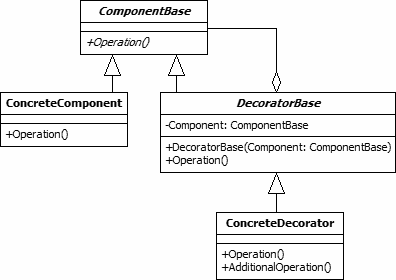 ComponentBase
+Operation()
ConcreteComponent
+Operation()
DecoratorBase
-Component: ComponentBase
+DecoratorBase(Component: ComponentBase)
+Operation()
ConcreteDecorator
+Operation()
+AdditionalOperation()